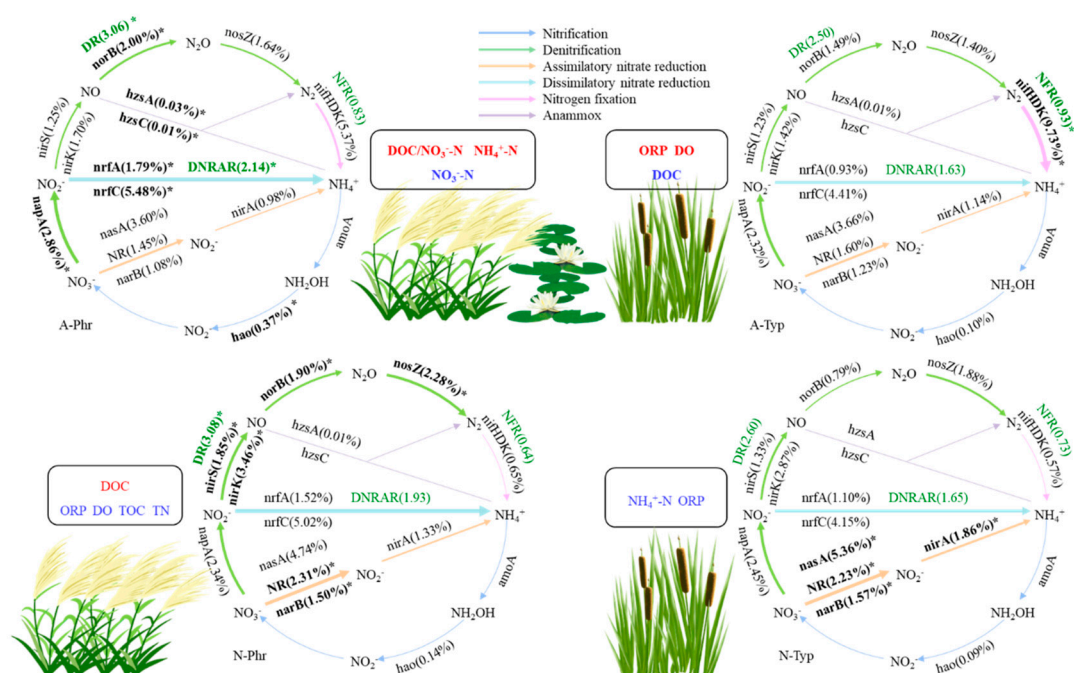 DR(3.06) *
norB(2.00%)*
N₂O
nosZ(1.64%)
NO
N₂
NFR(0.83)
nifHDK(5.37%)
hzsA(0.03%)*
hzsC(0.01%)*
nirS(1.25%)
nirK(1.70%)
nrfA(1.79%)*
DNRAR(2.14)*
NO₂⁻
nrfC(5.48%)*
NH₄⁺
napA(2.86%)*
nasA(3.60%)
nirA(0.98%)
NR(1.45%)
NO₂⁻
narB(1.08%)
amoA
NO₃⁻
NH₂OH
A-Phr
NO₂⁻
hao(0.37%)*
Nitrification
Denitrification
Assimilatory nitrate reduction
Dissimilatory nitrate reduction
Nitrogen fixation
Anammox
DOC/NO₃⁻-N NH₄⁺-N
NO₃⁻-N
ORP DO
DOC
DR(2.50)
norB(1.49%)
N₂O
nosZ(1.40%)
NO
N₂
NFR(0.93)*
nifHDK(9.73%)*
hzsA(0.01%)
hzsC
nirS(1.23%)
nirK(1.42%)
nrfA(0.93%)
DNRAR(1.63)
NO₂⁻
nrfC(4.41%)
NH₄⁺
napA(2.32%)
nasA(3.66%)
nirA(1.14%)
NR(1.60%)
NO₂⁻
narB(1.23%)
amoA
NO₃⁻
NH₂OH
A-Typ
NO₂⁻
hao(0.10%)
norB(1.90%)*
N₂O
nosZ(2.28%)*
DR(3.08)*
NO
N₂
NFR(0.64)
nifHDK(0.65%)
hzsA(0.01%)
hzsC
nirS(1.85%)*
nirK(3.46%)*
nrfA(1.52%)
DNRAR(1.93)
NO₂⁻
nrfC(5.02%)
NH₄⁺
napA(2.34%)
nasA(4.74%)
nirA(1.33%)
NR(2.31%)*
NO₂⁻
narB(1.50%)*
amoA
NO₃⁻
NH₂OH
N-Phr
NO₂⁻
hao(0.14%)
DOC
ORP DO TOC TN
NH₄⁺-N ORP
norB(0.79%)
N₂O
nosZ(1.88%)
DR(2.60)
NO
N₂
NFR(0.73)
nifHDK(0.57%)
hzsA
hzsC
nirS(1.33%)
nirK(2.87%)
nrfA(1.10%)
DNRAR(1.65)
NO₂⁻
nrfC(4.15%)
NH₄⁺
napA(2.45%)
nasA(5.36%)*
nirA(1.86%)*
NR(2.23%)*
NO₂⁻
narB(1.57%)*
amoA
NO₃⁻
NH₂OH
N-Typ
NO₂⁻
hao(0.09%)